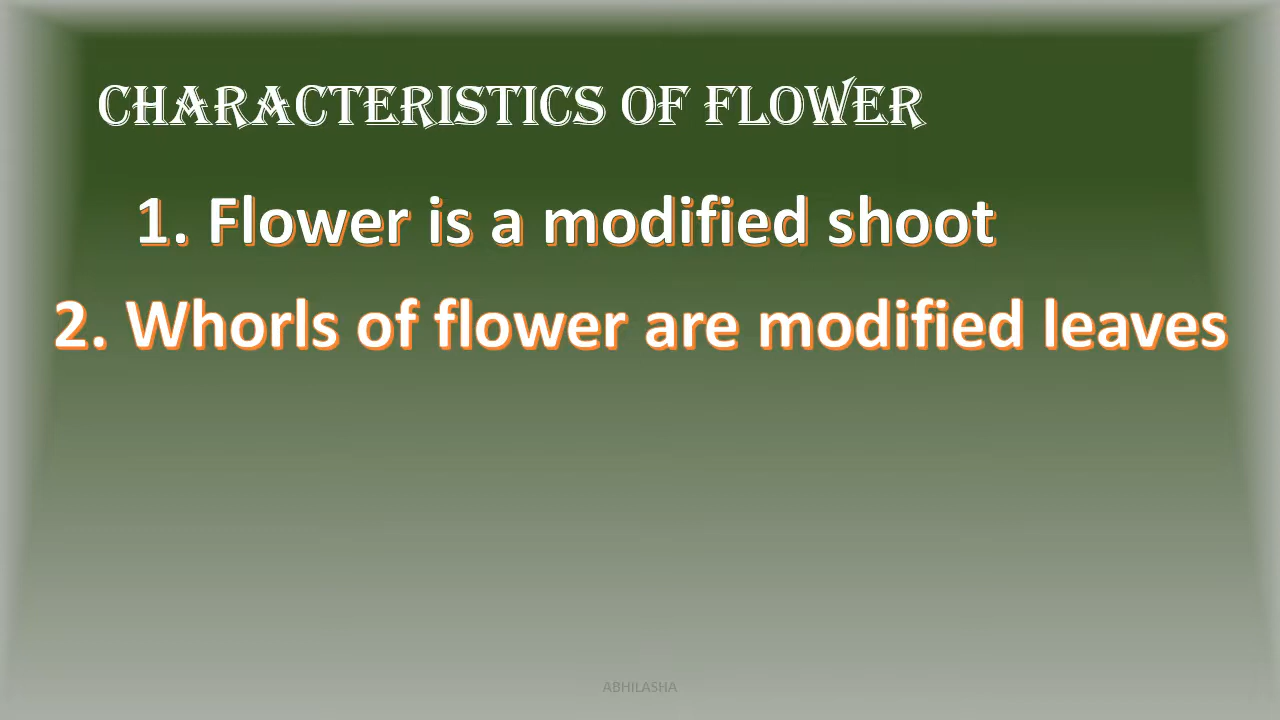 CHARACTERISTICS OF FLOWER
1. Flower is a modified shoot
2. Whorls of flower are modified leaves
ABHILASHA